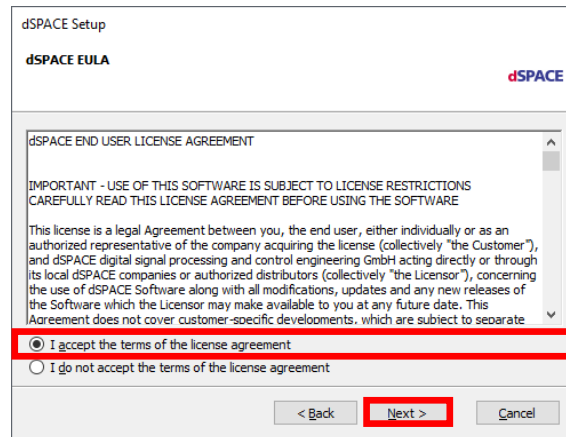 dSPACE Setup
dSPACE EULA
dSPACE
dSPACE END USER LICENSE AGREEMENT
IMPORTANT - USE OF THIS SOFTWARE IS SUBJECT TO LICENSE RESTRICTIONS
CAREFULLY READ THIS LICENSE AGREEMENT BEFORE USING THE SOFTWARE
This license is a legal Agreement between you, the end user, either individually or as an
authorized representative of the company acquiring the license (collectively "the Customer"),
and dSPACE digital signal processing and control engineering GmbH acting directly or through
its local dSPACE companies or authorized distributors (collectively "the Licensor"), concerning
the use of dSPACE Software along with all modifications, updates and any new releases of
the Software which the Licensor may make available to you at any future date. This
Agreement does not cover customer-specific developments, which are subject to separate
I accept the terms of the license agreement
I do not accept the terms of the license agreement
< Back Next > Cancel